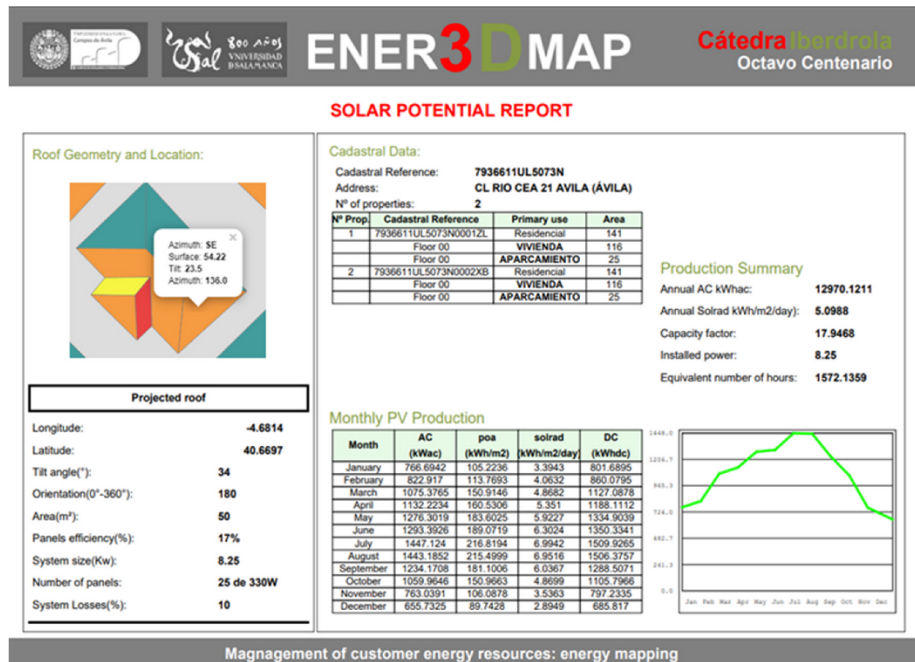 800 AÑOS
VNiVERSiDAD
D SALAMANCA
ENER3DMAP
Cátedra Iberdrola
Octavo Centenario
SOLAR POTENTIAL REPORT
Roof Geometry and Location:
Azimuth: SE
Surface: 54.22
Tilt: 23.5
Azimuth: 136.0
Projected roof
Longitude: -4.6814
Latitude: 40.6697
Tilt angle(°): 34
Orientation(0°-360°): 180
Area(m²): 50
Panels efficiency(%): 17%
System size(Kw): 8.25
Number of panels: 25 de 330W
System Losses(%): 10
Cadastral Data:
Cadastral Reference: 7936611UL5073N
Address: CL RIO CEA 21 AVILA (ÁVILA)
Nº of properties: 2
Nº Prop. Cadastral Reference Primary use Area
1 7936611UL5073N0001ZL Residencial 141
Floor 00 VIVIENDA 116
Floor 00 APARCAMIENTO 25
2 7936611UL5073N0002XB Residencial 141
Floor 00 VIVIENDA 116
Floor 00 APARCAMIENTO 25
Production Summary
Annual AC kWhac: 12970.1211
Annual Solrad kWh/m2/day): 5.0988
Capacity factor: 17.9468
Installed power: 8.25
Equivalent number of hours: 1572.1359
Monthly PV Production
Month AC (kWac) poa (kWh/m2) solrad (kWh/m2/day) DC (kWhdc)
January 766.6942 105.2236 3.3943 801.6895
February 822.917 113.7693 4.0632 860.0795
March 1075.3765 150.9146 4.8682 1127.0878
April 1132.2234 160.5306 5.351 1188.1112
May 1276.3019 183.6025 5.9227 1334.9039
June 1293.3926 189.0719 6.3024 1350.3341
July 1447.124 216.8194 6.9942 1509.9265
August 1443.1852 215.4999 6.9516 1506.3757
September 1234.1708 181.1006 6.0367 1288.5071
October 1059.9646 150.9663 4.8699 1105.7966
November 763.0391 106.0878 3.5363 797.2335
December 655.7325 89.7428 2.8949 685.817
1448.0
1206.7
965.3
724.0
482.7
241.3
0.0
Jan Feb Mar Apr May Jun Jul Aug Sep Oct Nov Dec
Magnagement of customer energy resources: energy mapping